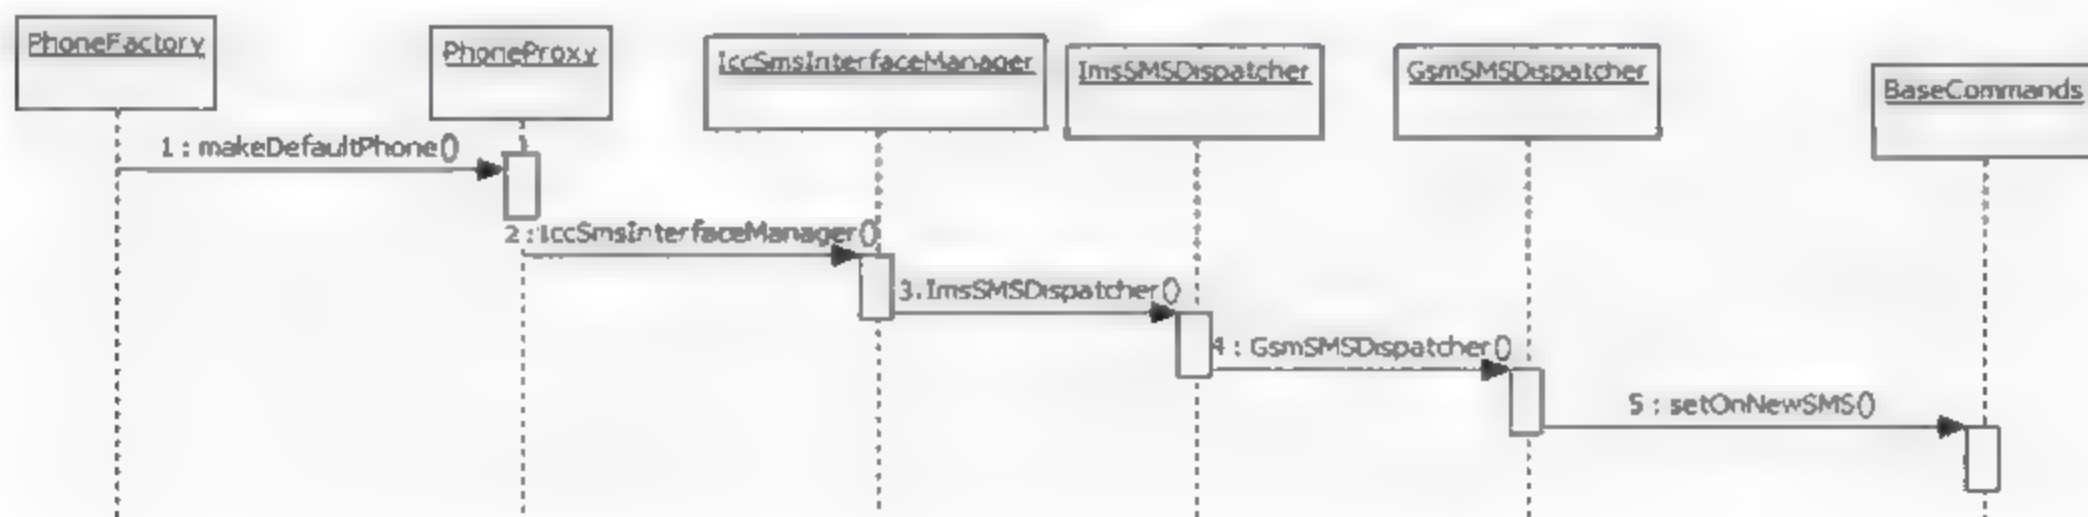 PhoneFactory
PhoneProxy
IccSmsInterfaceManager
ImsSMSDispatcher
GsmSMSDispatcher
BaseCommands
1 : makeDefaultPhone()
2 : IccSmsInterfaceManager()
3.ImsSMSDispatcher()
4 : GsmSMSDispatcher()
5 : setOnNewSMS()